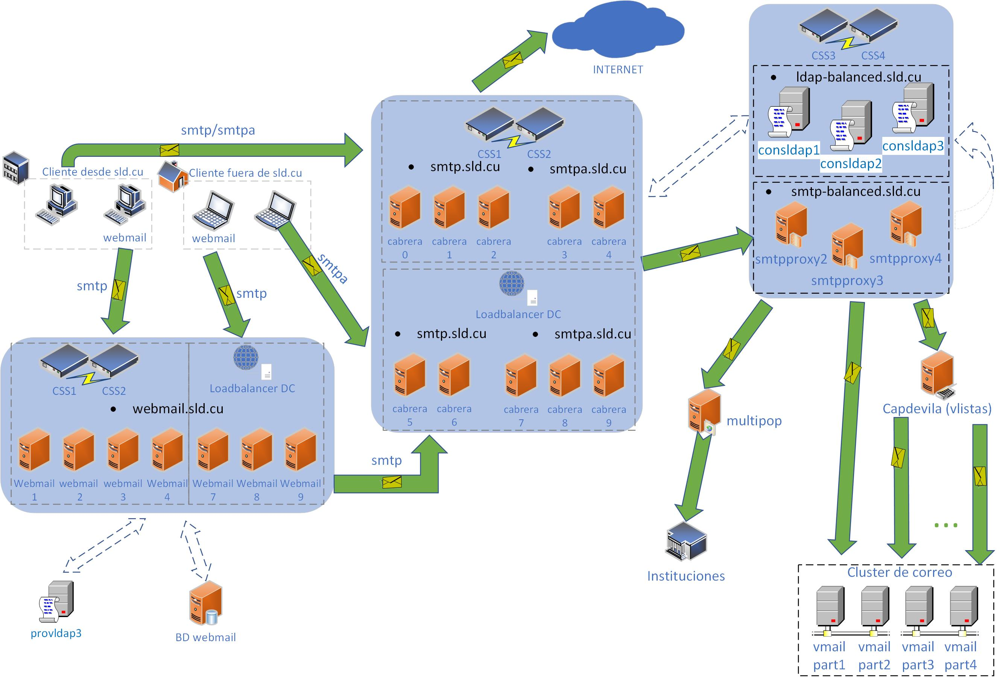 INTERNET
CSS3
CSS4
ldap-balanced.sld.cu
consldap1
consldap2
consldap3
smtp-balanced.sld.cu
smtpproxy2
smtpproxy3
smtpproxy4
smtp/smtpa
Cliente desde sld.cu
Cliente fuera de sld.cu
webmail
webmail
smtp
smtp
smtpa
CSS1
CSS2
smtp.sld.cu
smtpa.sld.cu
cabrera
0
cabrera
1
cabrera
2
cabrera
3
cabrera
4
Loadbalancer DC
smtp.sld.cu
smtpa.sld.cu
cabrera
5
cabrera
6
cabrera
7
cabrera
8
cabrera
9
CSS1
CSS2
Loadbalancer DC
webmail.sld.cu
Webmail
1
webmail
2
webmail
3
Webmail
4
Webmail
7
Webmail
8
Webmail
9
smtp
provldap3
BD webmail
multipop
Instituciones
Capdevila (vlistas)
...
Cluster de correo
vmail
part1
vmail
part2
vmail
part3
vmail
part4